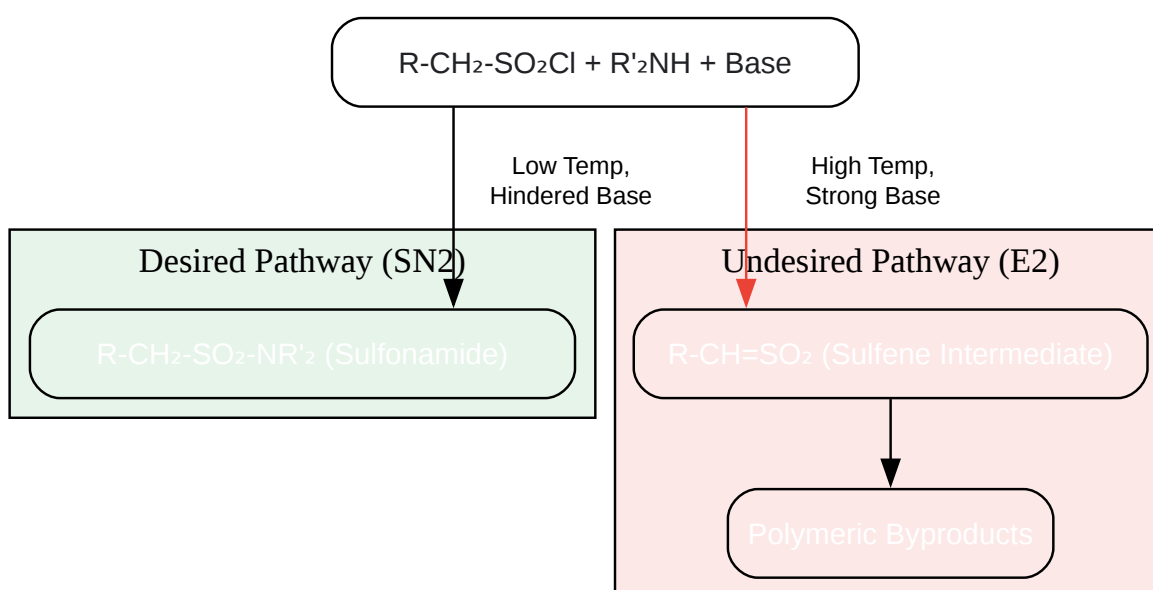 R-CH₂-SO₂Cl + R'₂NH + Base
Low Temp,
Hindered Base
High Temp,
Strong Base
Desired Pathway (SN2)
Undesired Pathway (E2)
R-CH₂-SO₂-NR'₂ (Sulfonamide)
R-CH=SO₂ (Sulfene Intermediate)
Polymeric Byproducts